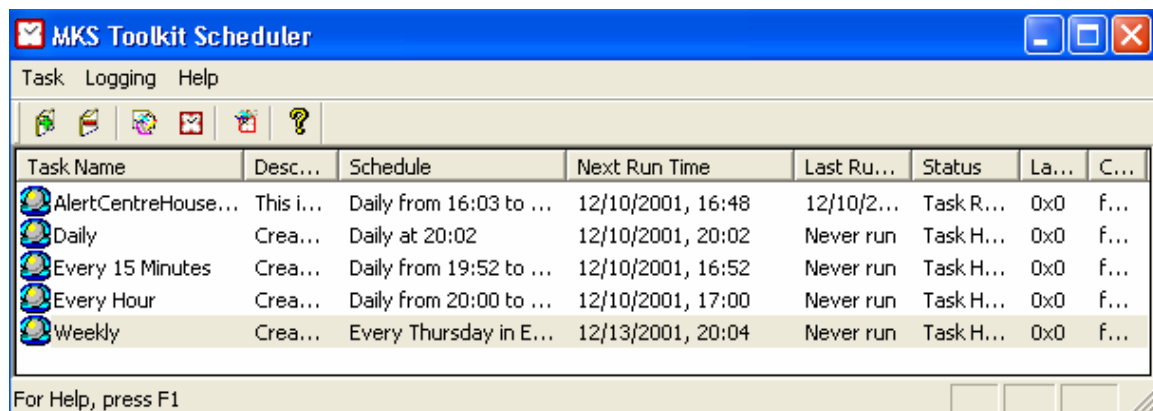 MKS Toolkit Scheduler
Task Logging Help
Task Name Desc... Schedule Next Run Time Last Ru... Status La... C...
AlertCentreHouse... This i... Daily from 16:03 to ... 12/10/2001, 16:48 12/10/2... Task R... 0x0 f...
Daily Crea... Daily at 20:02 12/10/2001, 20:02 Never run Task H... 0x0 f...
Every 15 Minutes Crea... Daily from 19:52 to ... 12/10/2001, 16:52 Never run Task H... 0x0 f...
Every Hour Crea... Daily from 20:00 to ... 12/10/2001, 17:00 Never run Task H... 0x0 f...
Weekly Crea... Every Thursday in E... 12/13/2001, 20:04 Never run Task H... 0x0 f...
For Help, press F1